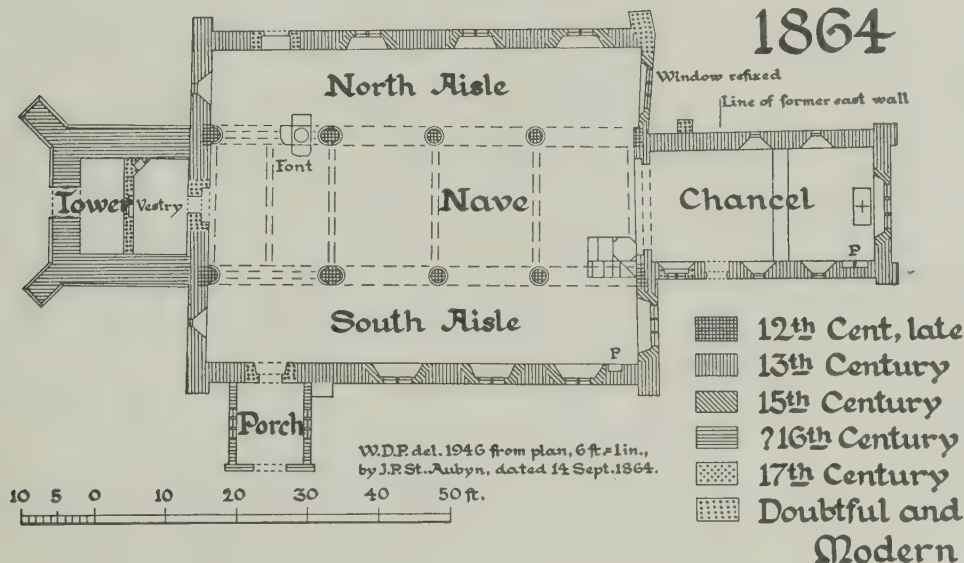 1864
North Aisle
Window refixed
Line of former east wall
Font
Tower
Vestry
Nave
Chancel
P
South Aisle
P
Porch
W.D.P. del. 1946 from plan, 6 ft. = 1 in.,
by J.P. St. Aubyn, dated 14 Sept. 1864.
10 5 0 10 20 30 40 50 ft.
12th Cent, late
13th Century
15th Century
?16th Century
17th Century
Doubtful and
Modern